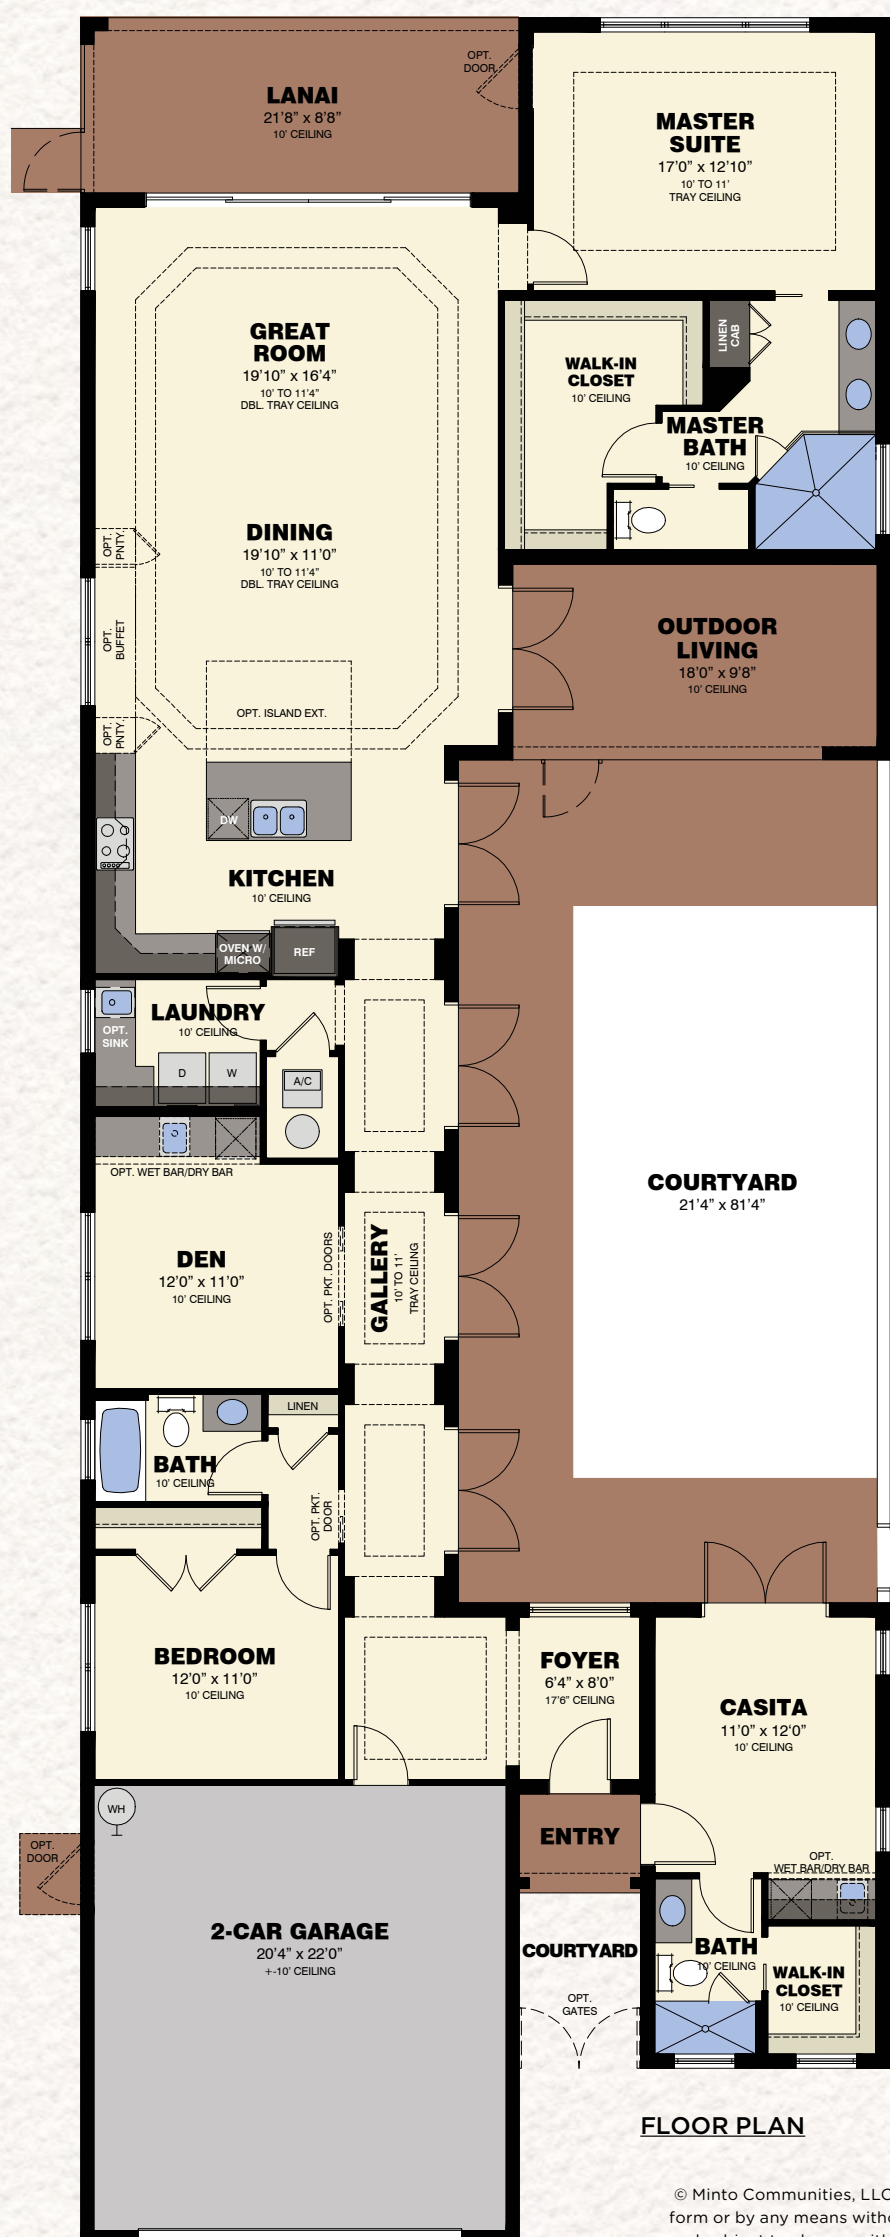 OPT.
DOOR
LANAI
21'8" x 8'8"
10' CEILING
MASTER
SUITE
17'0" x 12'10"
10' TO 11'
TRAY CEILING
GREAT
ROOM
19'10" x 16'4"
10' TO 11'4"
DBL. TRAY CEILING
WALK-IN
CLOSET
10' CEILING
LINEN
CAB
MASTER
BATH
10' CEILING
DINING
19'10" x 11'0"
10' TO 11'4"
DBL. TRAY CEILING
OPT.
PNTY.
OPT.
BUFFET
OPT.
PNTY.
OUTDOOR
LIVING
18'0" x 9'8"
10' CEILING
OPT. ISLAND EXT.
DW
KITCHEN
10' CEILING
OVEN W/
MICRO
REF
LAUNDRY
10' CEILING
OPT.
SINK
D
W
A/C
OPT. WET BAR/DRY BAR
COURTYARD
21'4" x 81'4"
DEN
12'0" x 11'0"
10' CEILING
OPT. PKT. DOORS
GALLERY
10' TO 11'
TRAY CEILING
LINEN
BATH
10' CEILING
OPT. PKT.
DOOR
BEDROOM
12'0" x 11'0"
10' CEILING
FOYER
6'4" x 8'0"
17'6" CEILING
CASITA
11'0" x 12'0"
10' CEILING
WH
OPT.
DOOR
ENTRY
OPT.
WET BAR/DRY BAR
2-CAR GARAGE
20'4" x 22'0"
+-10' CEILING
COURTYARD
OPT.
GATES
BATH
10' CEILING
WALK-IN
CLOSET
10' CEILING
FLOOR PLAN
© Minto Communities, LLC
form or by any means witho